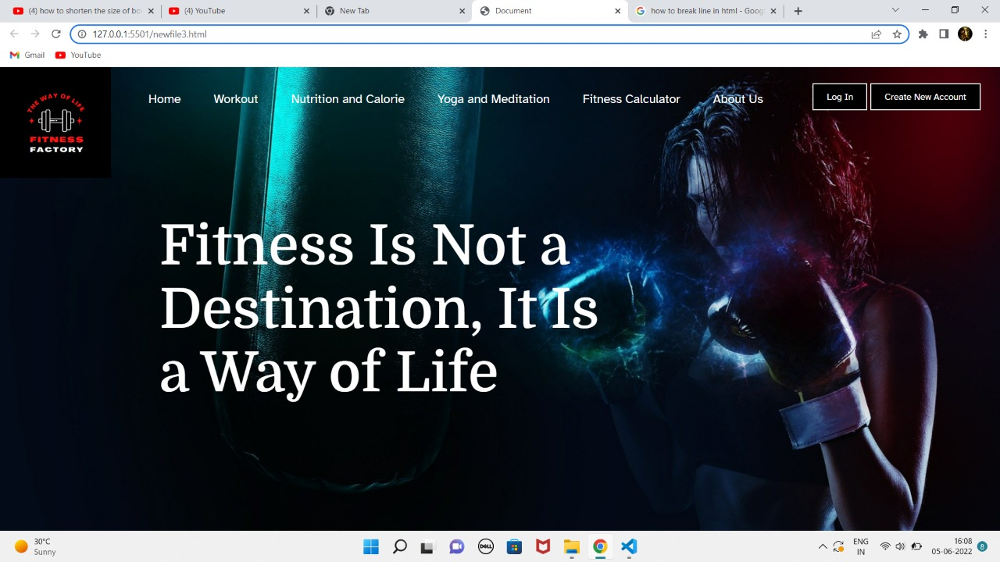 (4) how to shorten the size of bo
(4) YouTube
New Tab
Document
how to break line in html - Goog
127.0.0.1:5501/newfile3.html
Gmail
YouTube
THE WAY OF LIFE
FITNESS
FACTORY
Home
Workout
Nutrition and Calorie
Yoga and Meditation
Fitness Calculator
About Us
Log In
Create New Account
Fitness Is Not a
Destination, It Is
a Way of Life
30°C
Sunny
DELL
ENG
IN
16:08
05-06-2022
8